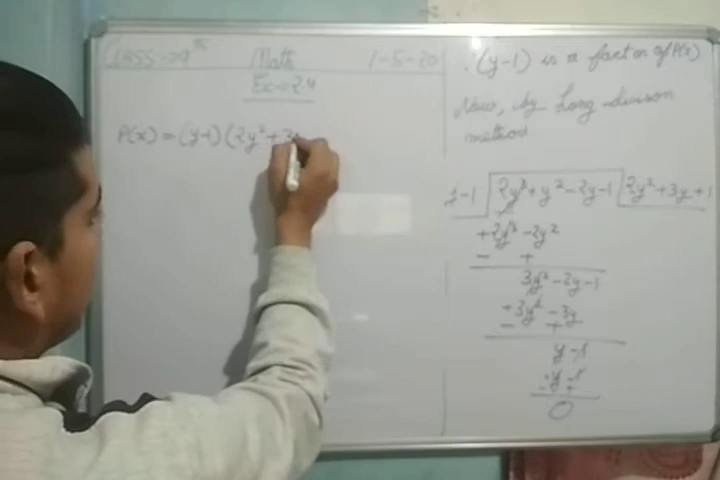 CLASS-9th Math 1-5-20
Ex-2.4
P(x) = (y-1) (2y²+3y
. (y-1) is a factor of P(x)
Now, by Long-division
method
y-1 2y³+y²-2y-1 2y²+3y+1
+2y³-2y²
- +
3y²-2y-1
+3y²-3y
- +
y-1
- +
0